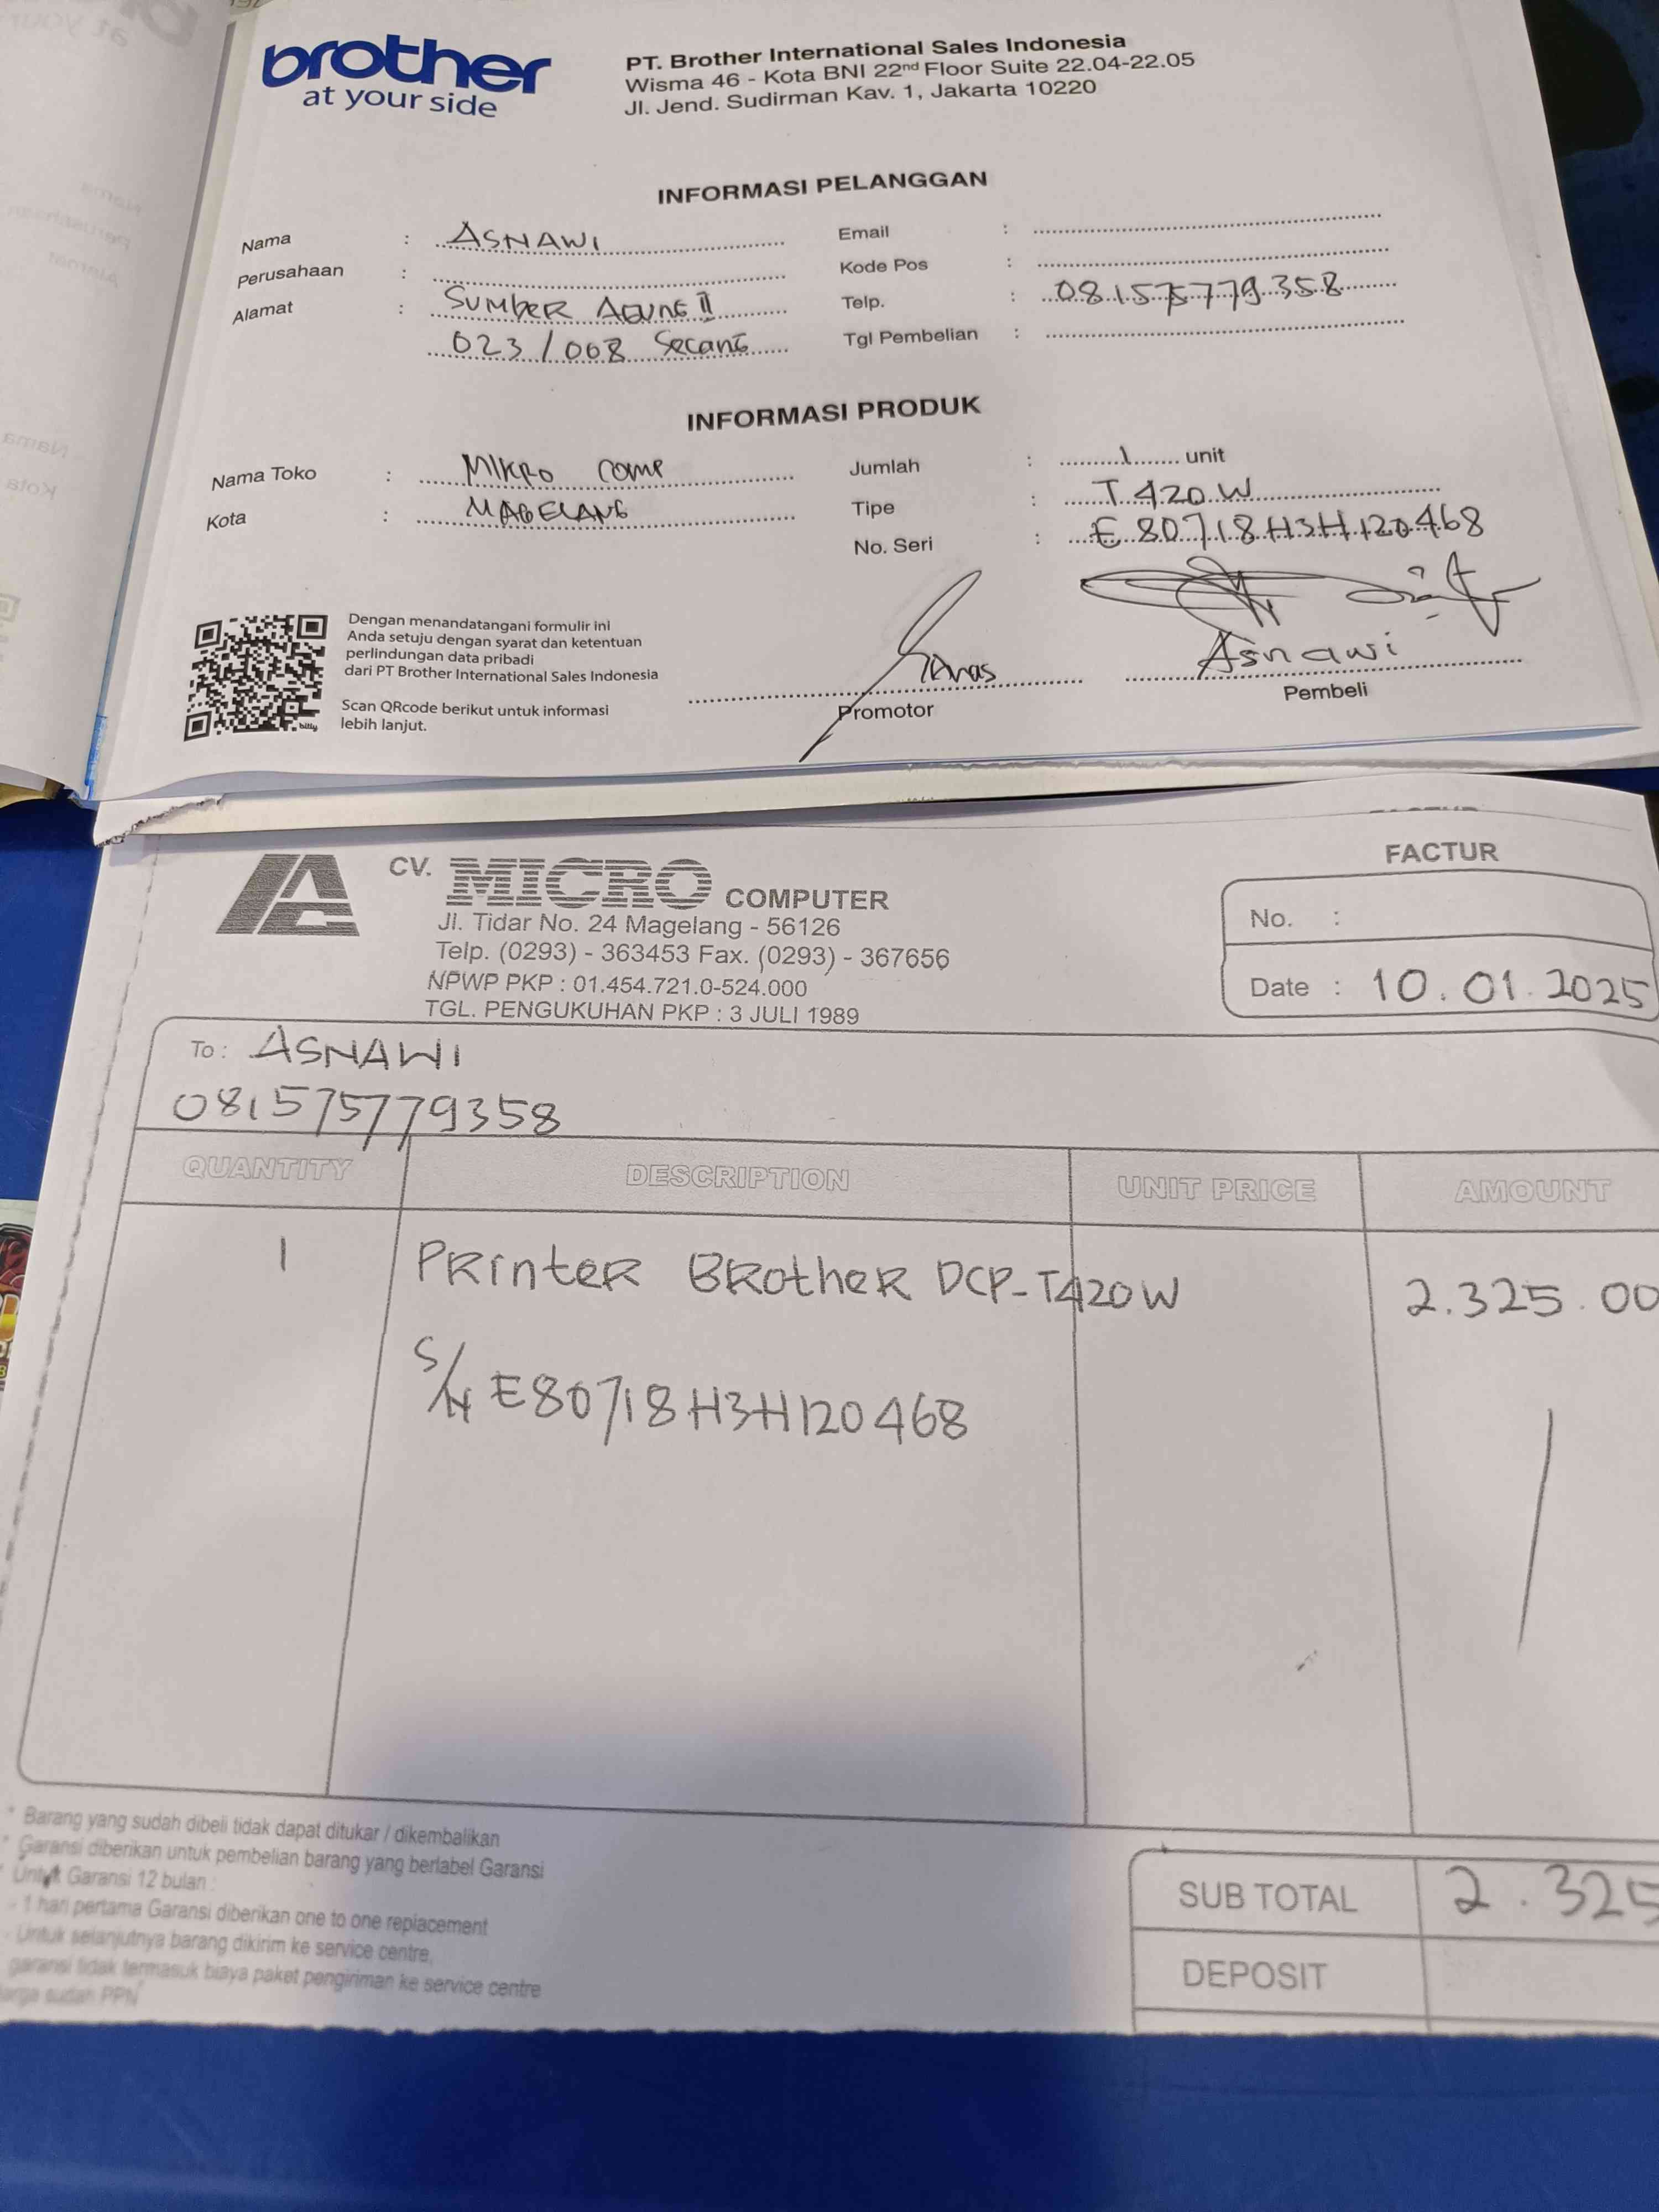 brother
at your side
PT. Brother International Sales Indonesia
Wisma 46 - Kota BNI 22nd Floor Suite 22.04-22.05
Jl. Jend. Sudirman Kav. 1, Jakarta 10220
INFORMASI PELANGGAN
Nama : ASNAWI
Perusahaan :
Alamat : SUMBER AGUNG II
023/008 Secang
Email :
Kode Pos :
Telp. : 081575779358
Tgl Pembelian :
INFORMASI PRODUK
Nama Toko : MIKRO COMP
Kota : MAGELANG
Jumlah : 1 unit
Tipe : T420W
No. Seri : E80718H3H120468
Dengan menandatangani formulir ini
Anda setuju dengan syarat dan ketentuan
perlindungan data pribadi
dari PT Brother International Sales Indonesia
Scan QRcode berikut untuk informasi
lebih lanjut.
bitly
Promotor
Asnawi
Pembeli
CV. MICRO COMPUTER
Jl. Tidar No. 24 Magelang - 56126
Telp. (0293) - 363453 Fax. (0293) - 367656
NPWP PKP : 01.454.721.0-524.000
TGL. PENGUKUHAN PKP : 3 JULI 1989
FACTUR
No. :
Date : 10.01.2025
To : ASNAWI
081575779358
QUANTITY DESCRIPTION UNIT PRICE AMOUNT
1 PRinteR BRotheR DCP-T420W 2.325.00
S/N E80718H3H120468
* Barang yang sudah dibeli tidak dapat ditukar / dikembalikan
* Garansi diberikan untuk pembelian barang yang berlabel Garansi
* Untuk Garansi 12 bulan :
- 1 hari pertama Garansi diberikan one to one replacement
- Untuk selanjutnya barang dikirim ke service centre,
garansi tidak termasuk biaya paket pengiriman ke service centre
arga sudah PPN
SUB TOTAL 2.325
DEPOSIT